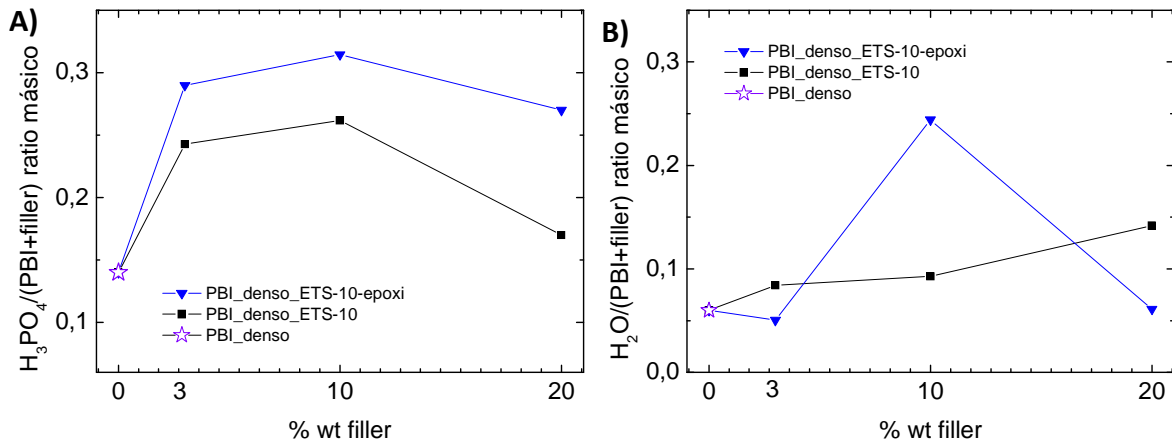 A)
H3PO4/(PBI+filler) ratio másico
0,3
0,2
0,1
PBI_denso_ETS-10-epoxi
PBI_denso_ETS-10
PBI_denso
0 3 10 20
% wt filler
B)
H2O/(PBI+filler) ratio másico
0,3
0,2
0,1
0,0
PBI_denso_ETS-10-epoxi
PBI_denso_ETS-10
PBI_denso
0 3 10 20
% wt filler